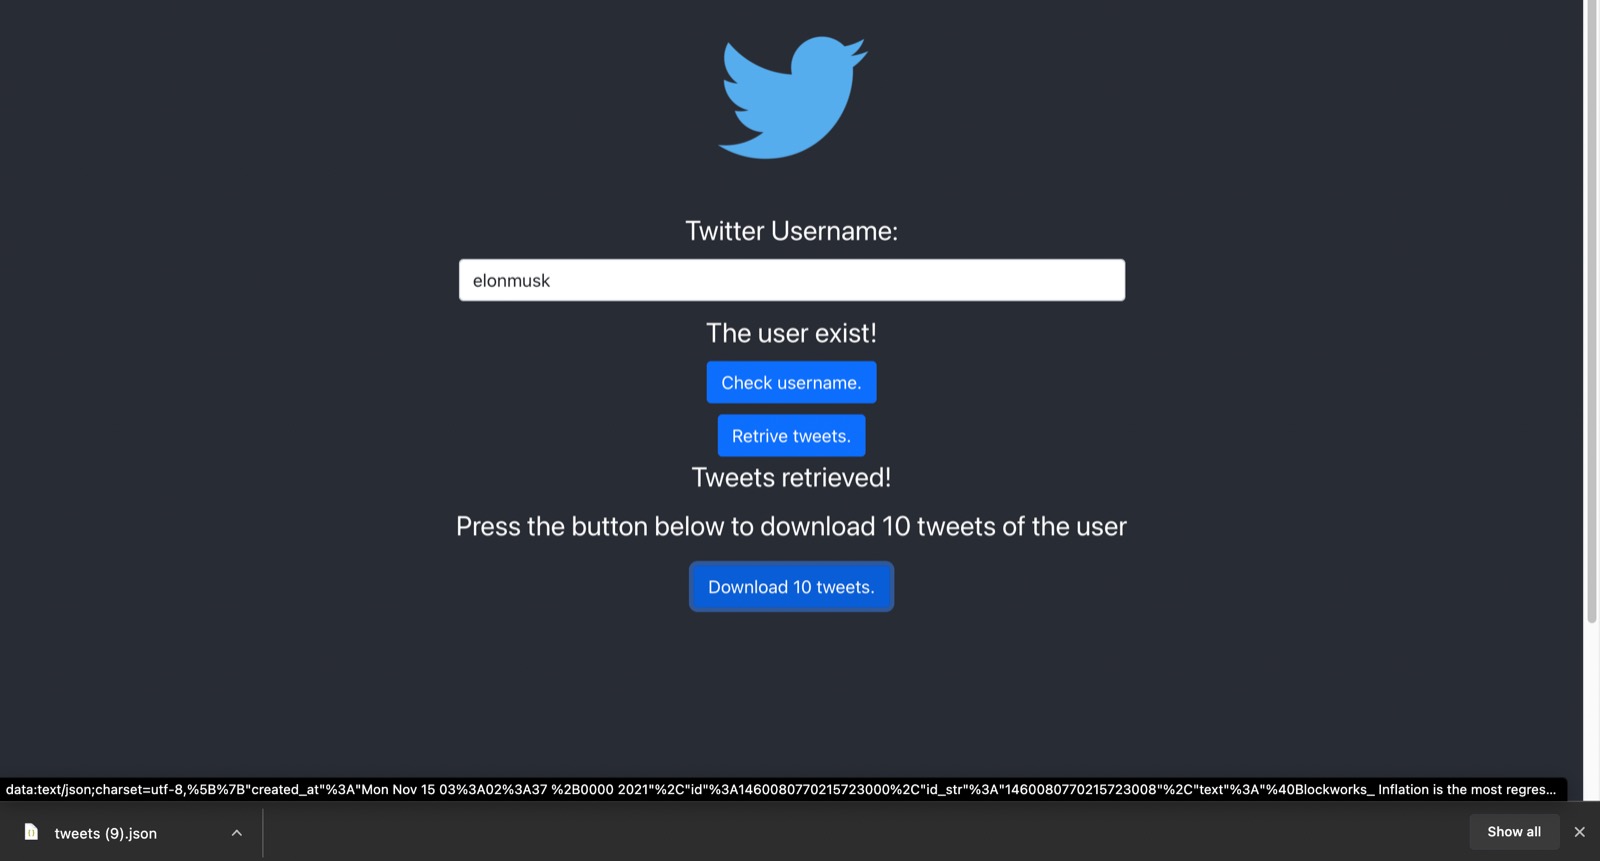 Twitter Username:
elonmusk
The user exist!
Check username.
Retrive tweets.
Tweets retrieved!
Press the button below to download 10 tweets of the user
Download 10 tweets.
data:text/json;charset=utf-8,%5B%7B"created_at"%3A"Mon Nov 15 03%3A02%3A37 %2B0000 2021"%2C"id"%3A1460080770215723000%2C"id_str"%3A"1460080770215723008"%2C"text"%3A"%40Blockworks_ Inflation is the most regres...
tweets (9).json
Show all